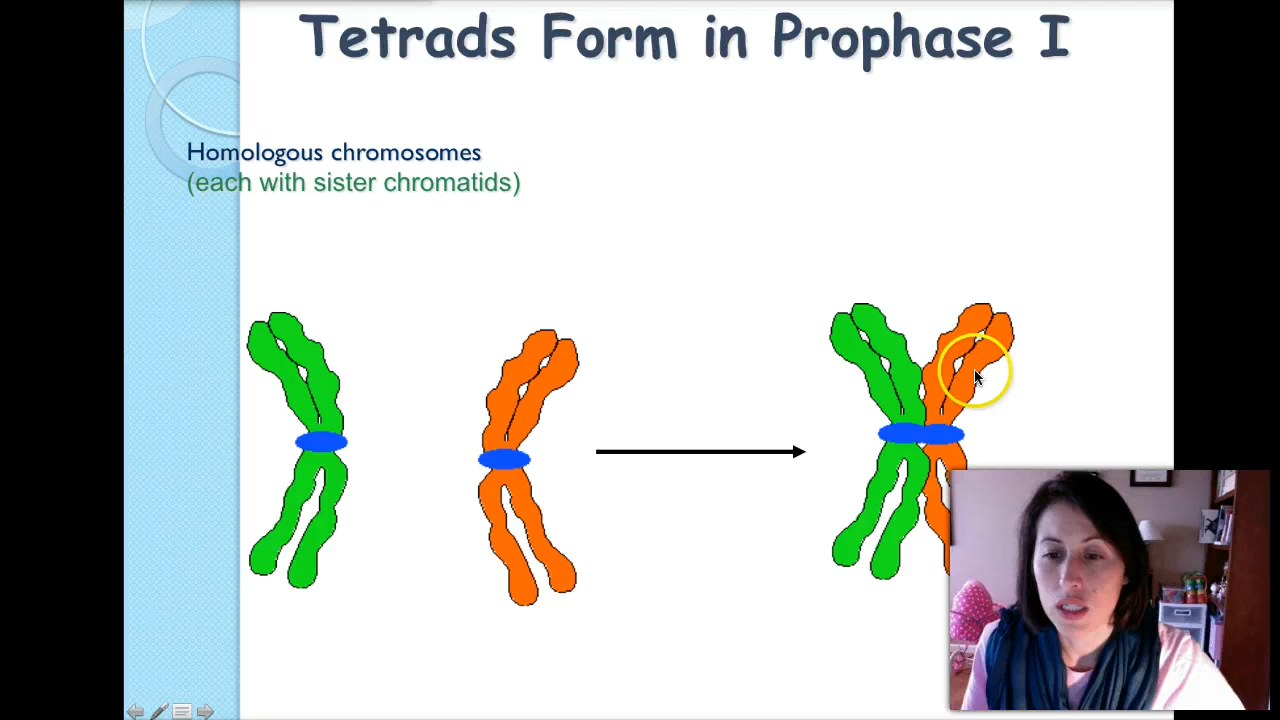 Tetrads Form in Prophase I
Homologous chromosomes
(each with sister chromatids)